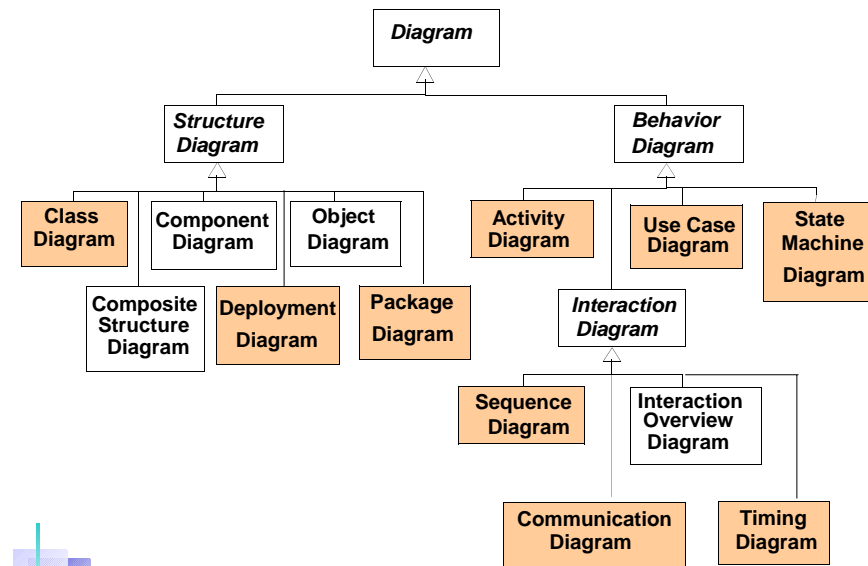 Diagram
Structure
Diagram
Behavior
Diagram
Class
Diagram
Component
Diagram
Object
Diagram
Composite
Structure
Diagram
Deployment
Diagram
Package
Diagram
Activity
Diagram
Use Case
Diagram
State
Machine
Diagram
Interaction
Diagram
Sequence
Diagram
Interaction
Overview
Diagram
Communication
Diagram
Timing
Diagram